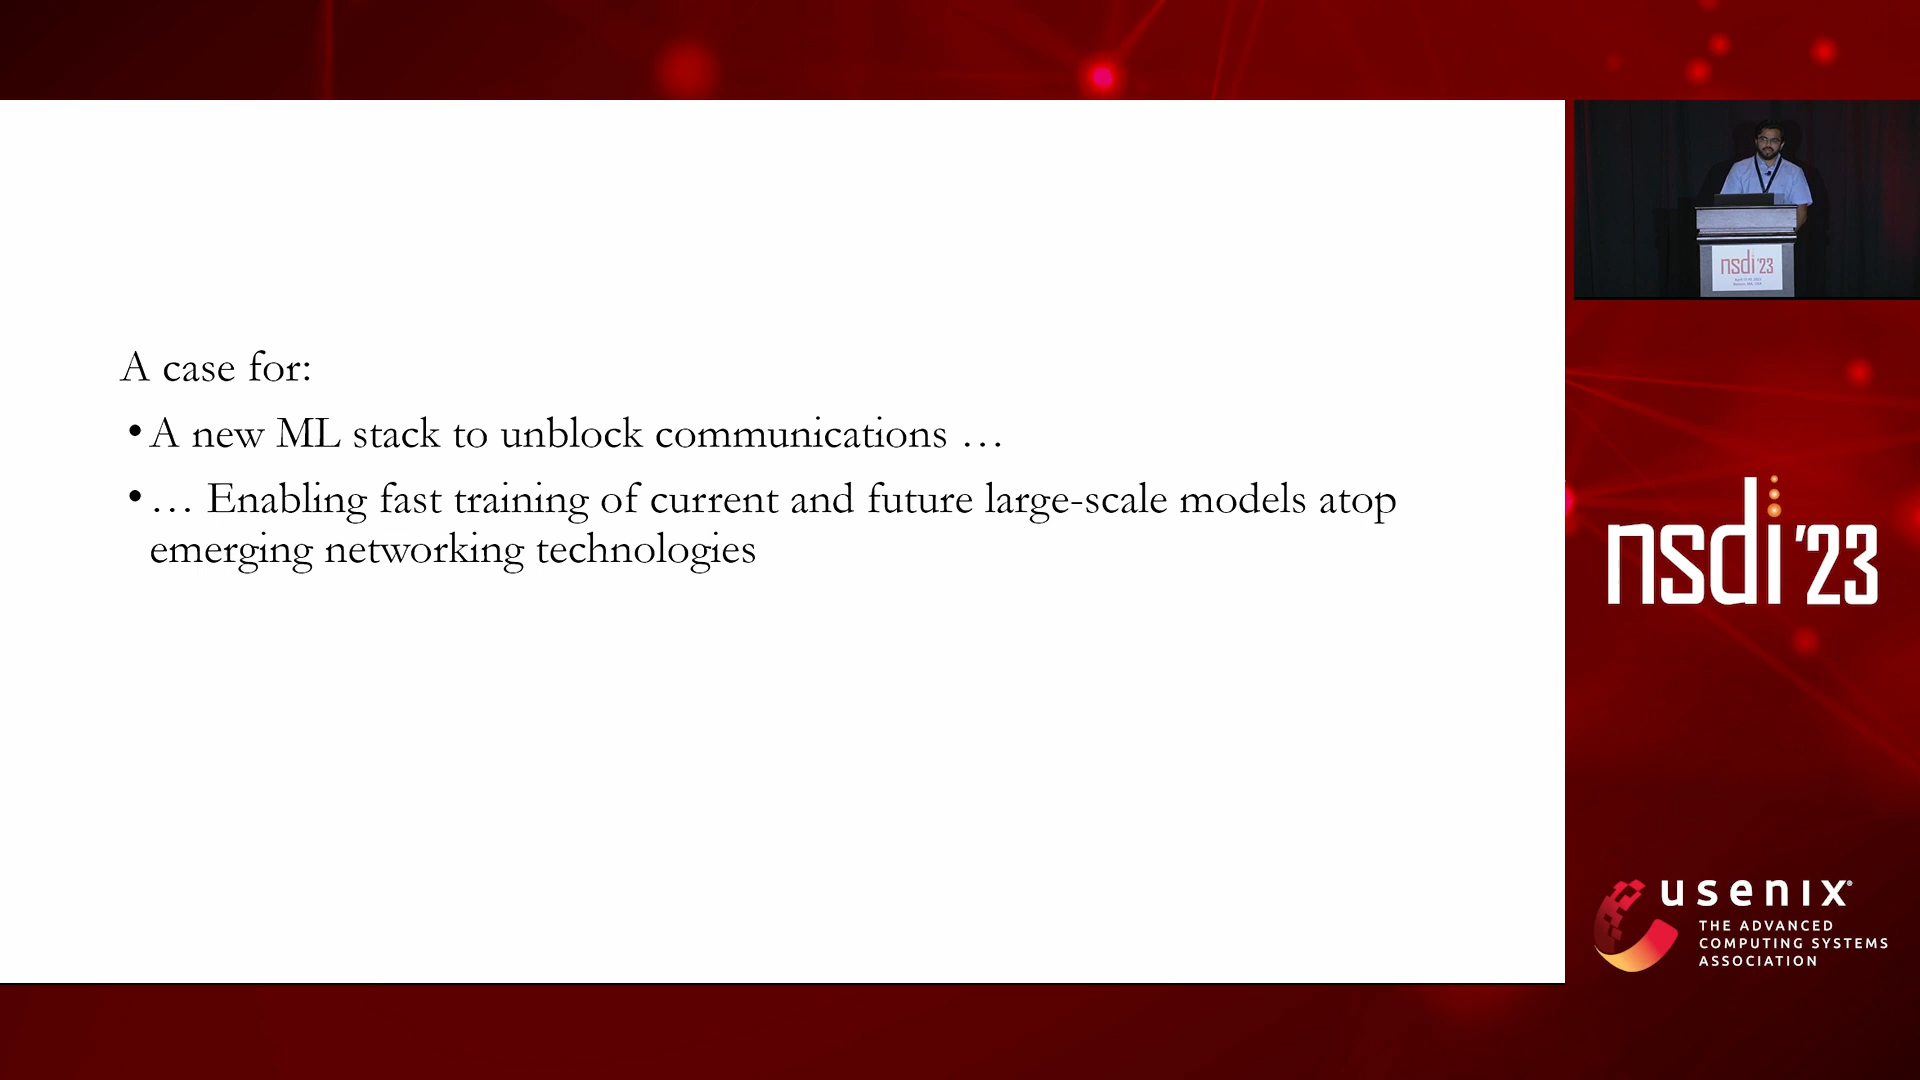 A case for:
• A new ML stack to unblock communications …
• … Enabling fast training of current and future large-scale models atop
emerging networking technologies
nsdi '23
nsdi '23
usenix®
THE ADVANCED
COMPUTING SYSTEMS
ASSOCIATION